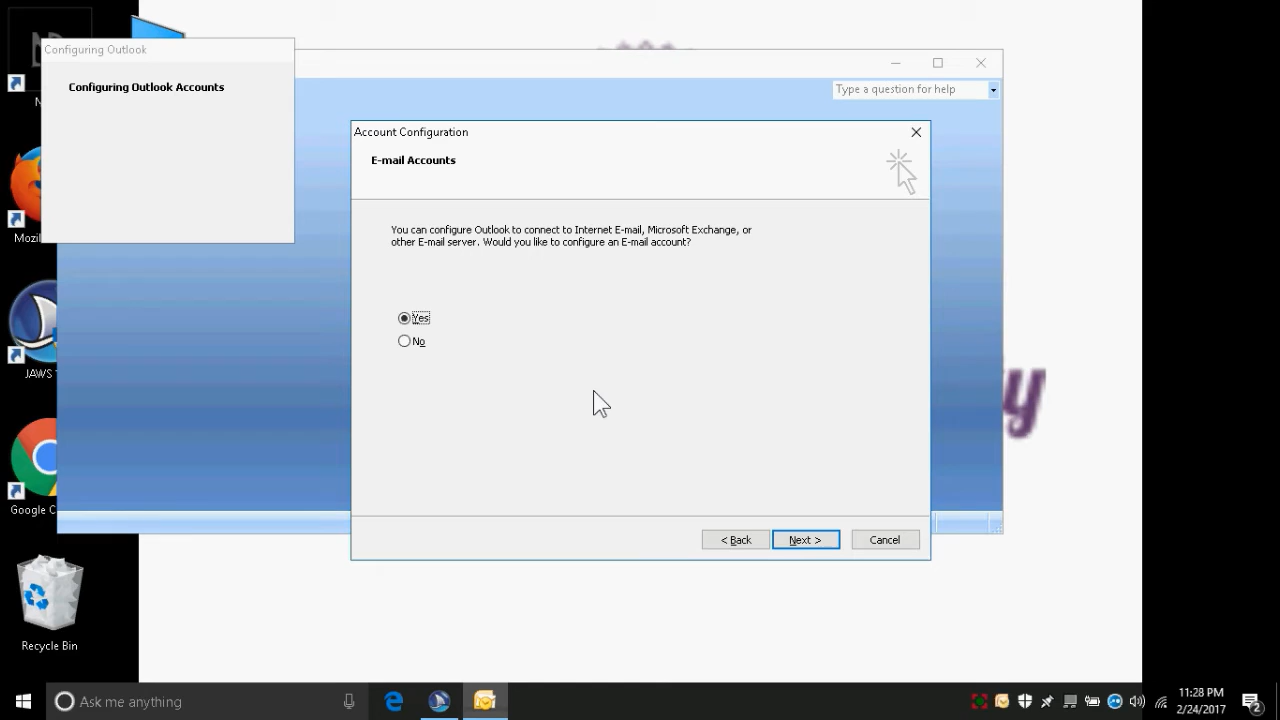 Configuring Outlook
Configuring Outlook Accounts
Type a question for help
Account Configuration
E-mail Accounts
You can configure Outlook to connect to Internet E-mail, Microsoft Exchange, or
other E-mail server. Would you like to configure an E-mail account?
Yes
No
< Back
Next >
Cancel
N
Mozil
JAWS
Google C
Recycle Bin
y
Ask me anything
11:28 PM
2/24/2017
2